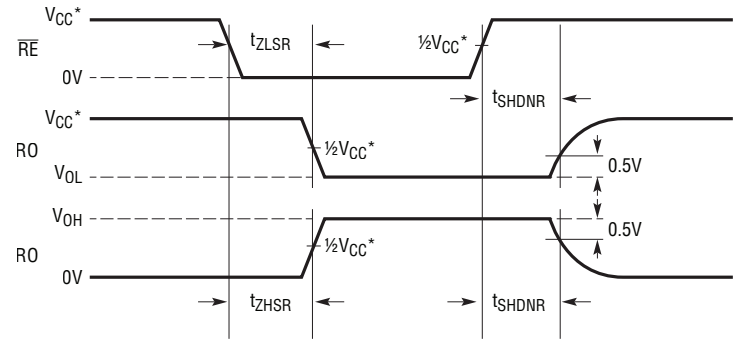 VCC*
tZLSR
½VCC*
RE
0V
tSHDNR
VCC*
RO
½VCC*
0.5V
VOL
VOH
0.5V
RO
½VCC*
0V
tZHSR
tSHDNR